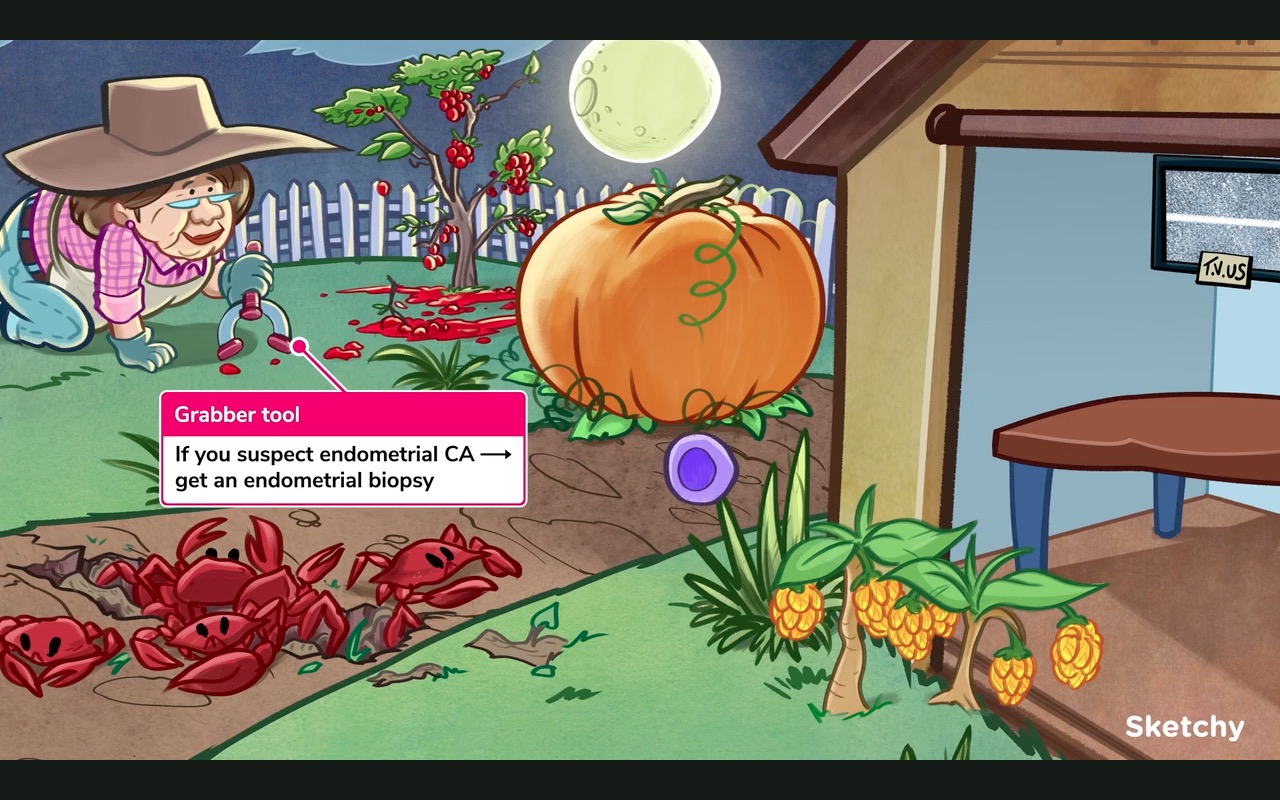 T.V.US
Grabber tool
If you suspect endometrial CA →
get an endometrial biopsy
Sketchy